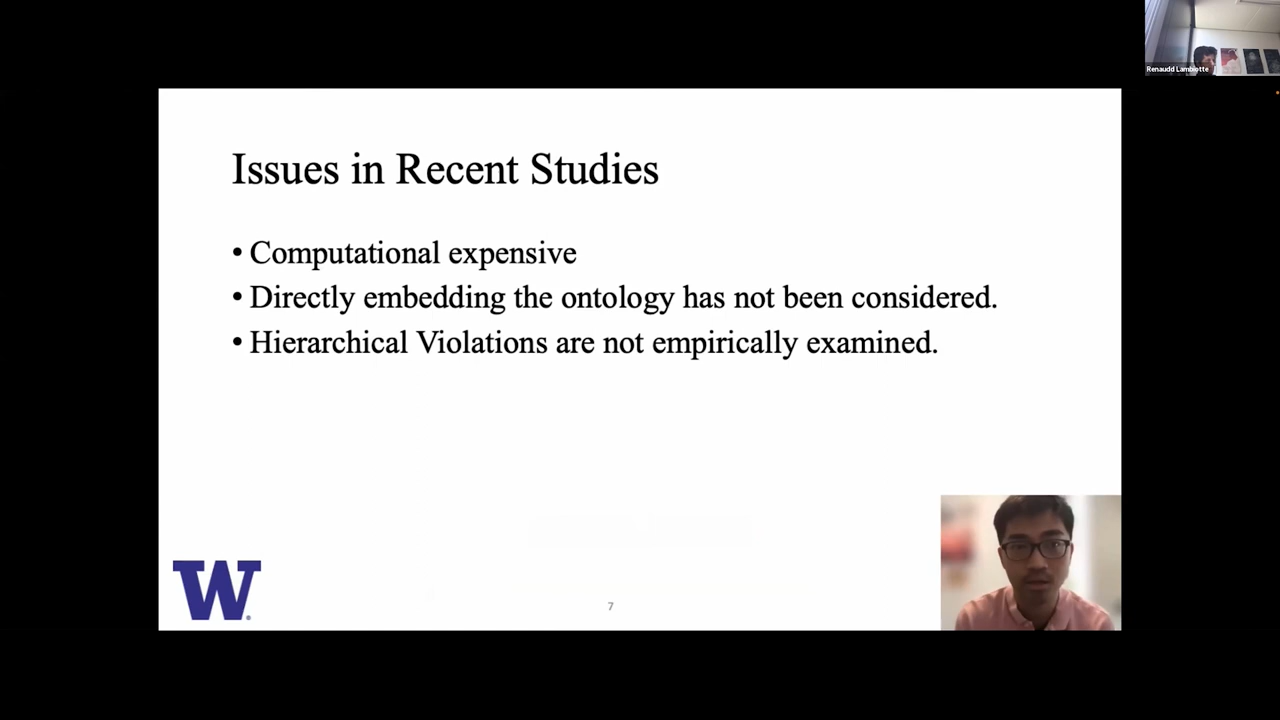 Renaudd Lambiotte
Issues in Recent Studies
• Computational expensive
• Directly embedding the ontology has not been considered.
• Hierarchical Violations are not empirically examined.
W
7